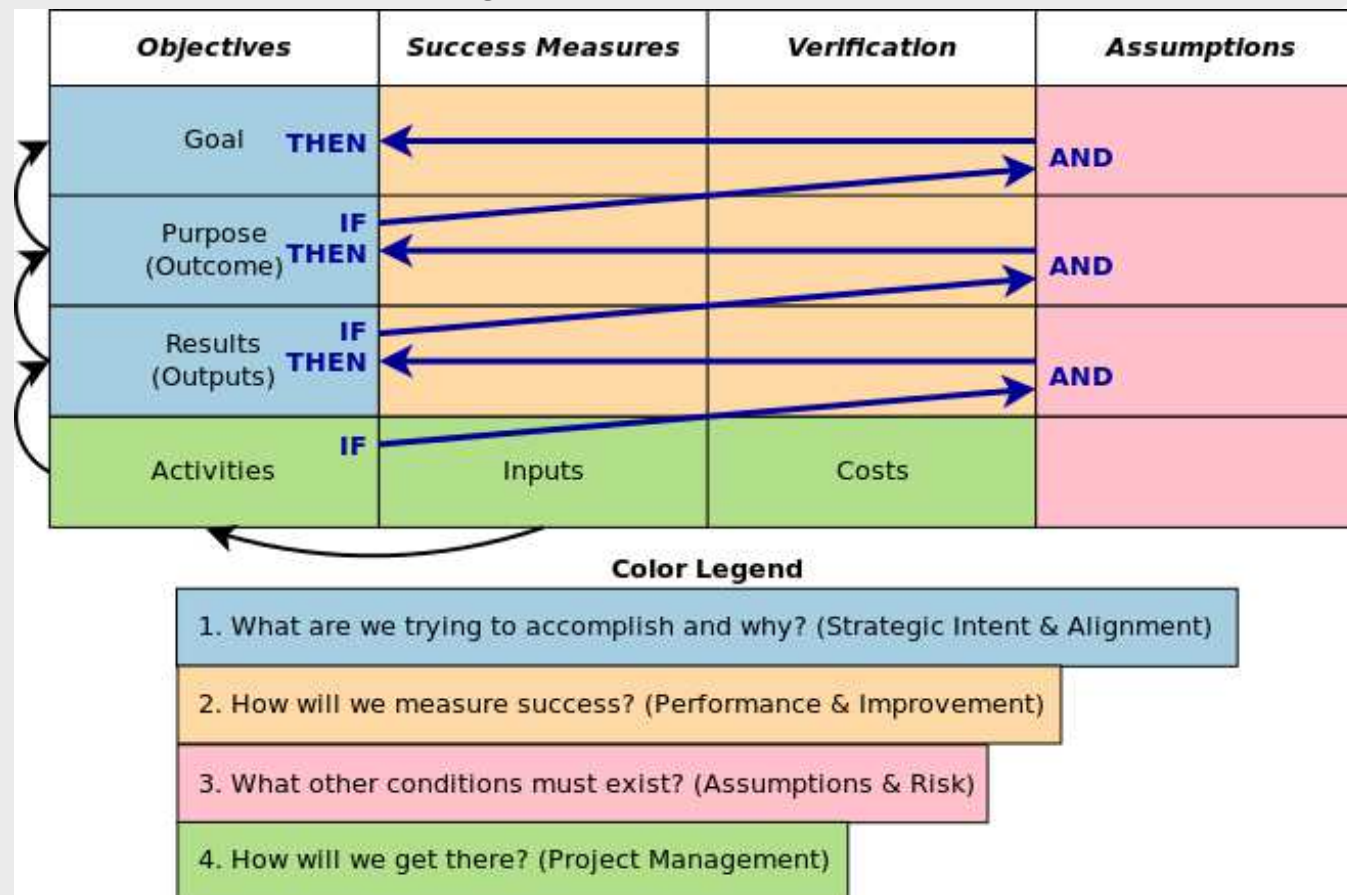 Objectives Success Measures Verification Assumptions
Goal THEN
AND
IF
Purpose
(Outcome) THEN
AND
IF
Results
(Outputs) THEN
AND
IF
Activities Inputs Costs
Color Legend
1. What are we trying to accomplish and why? (Strategic Intent & Alignment)
2. How will we measure success? (Performance & Improvement)
3. What other conditions must exist? (Assumptions & Risk)
4. How will we get there? (Project Management)